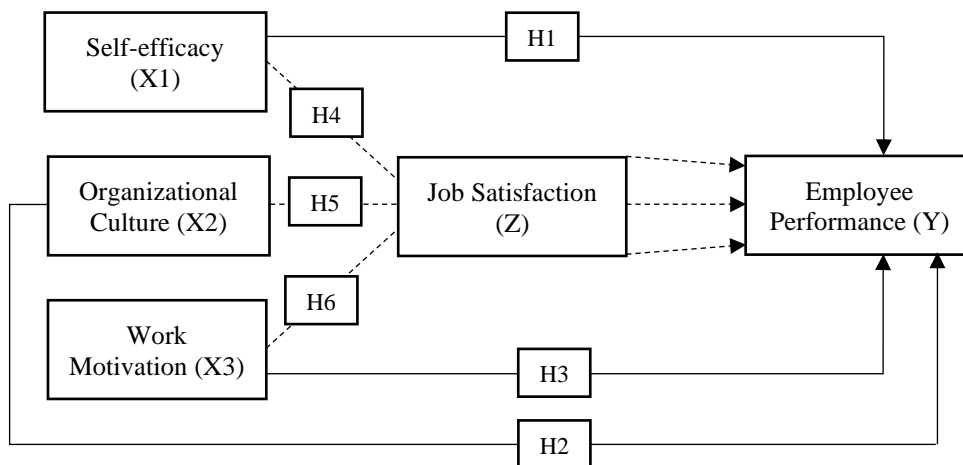 Self-efficacy
(X1)
H1
H4
Organizational
Culture (X2)
H5
Job Satisfaction
(Z)
Employee
Performance (Y)
H6
Work
Motivation (X3)
H3
H2